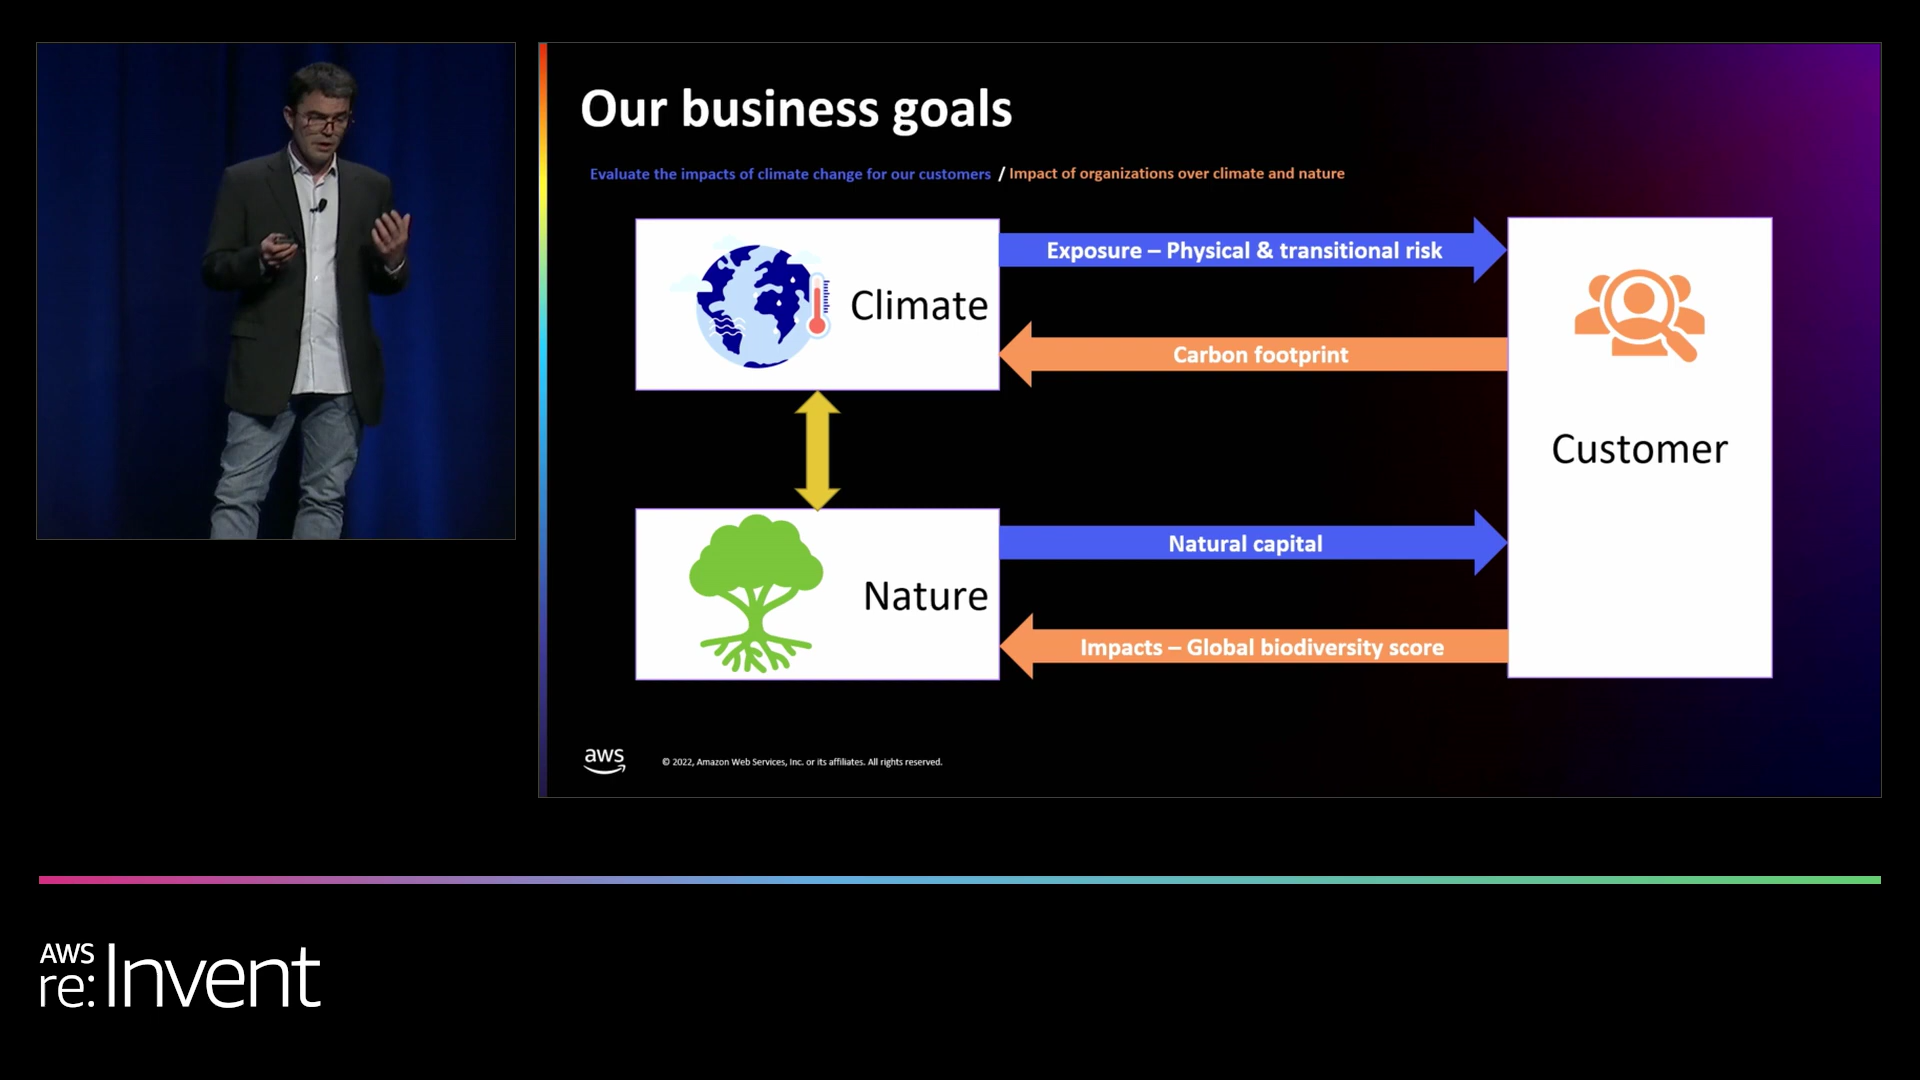 Our business goals
Evaluate the impacts of climate change for our customers / Impact of organizations over climate and nature
Climate
Exposure – Physical & transitional risk
Carbon footprint
Customer
Nature
Natural capital
Impacts – Global biodiversity score
aws
© 2022, Amazon Web Services, Inc. or its affiliates. All rights reserved.
AWS
re:Invent